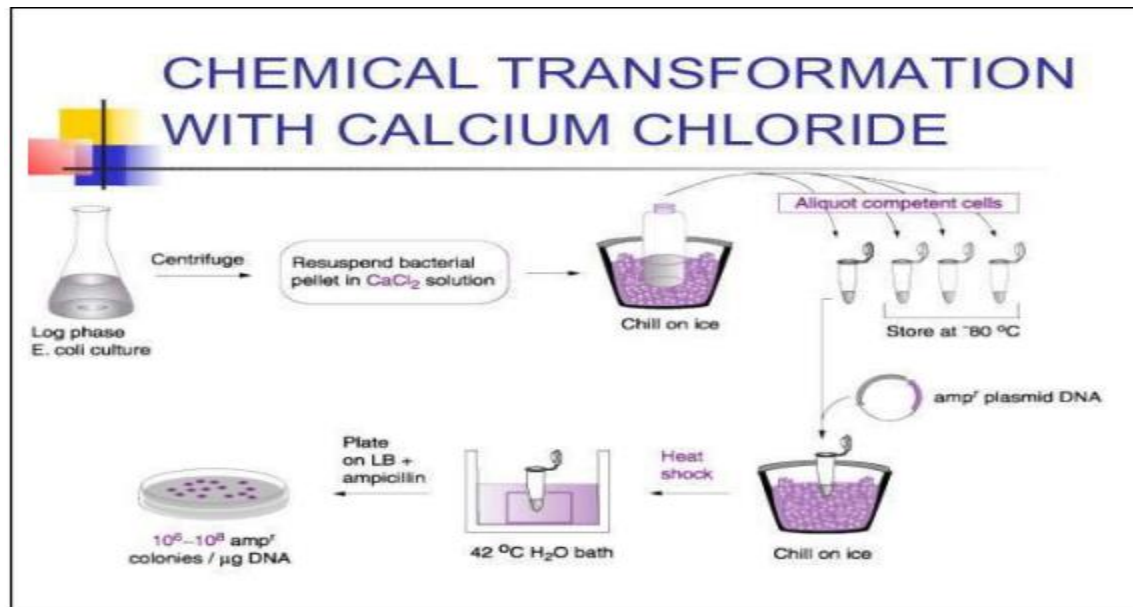 CHEMICAL TRANSFORMATION
WITH CALCIUM CHLORIDE
Log phase
E. coli culture
Centrifuge
Resuspend bacterial
pellet in CaCl₂ solution
Chill on ice
Aliquot competent cells
Store at ⁻80 ºC
ampʳ plasmid DNA
Chill on ice
Heat
shock
42 ºC H₂O bath
Plate
on LB +
ampicillin
10⁶–10⁸ ampʳ
colonies / µg DNA